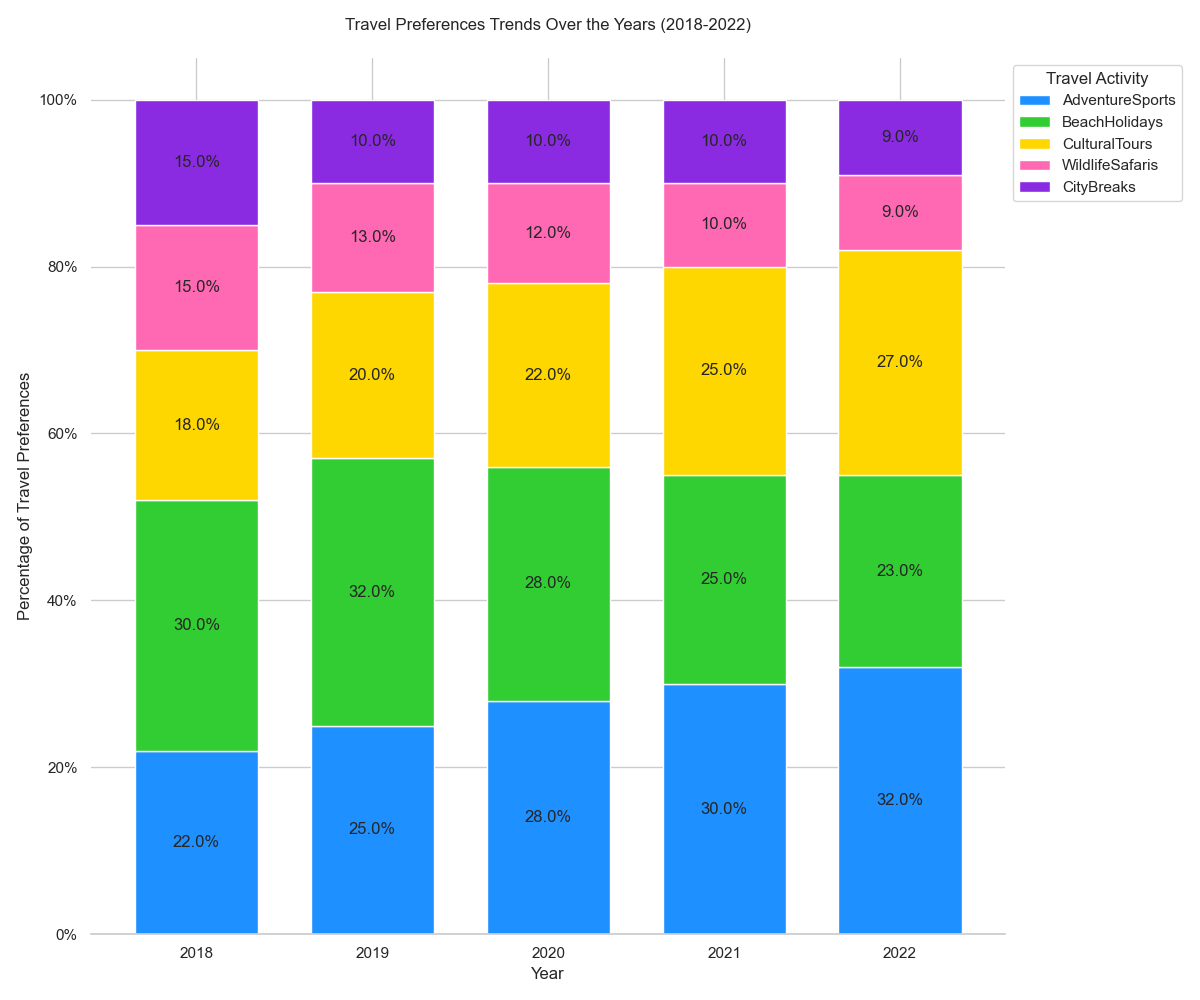 Travel Preferences Trends Over the Years (2018-2022)
Travel Activity
AdventureSports
BeachHolidays
CulturalTours
WildlifeSafaris
CityBreaks
Percentage of Travel Preferences
100%
80%
60%
40%
20%
0%
15.0% 10.0% 10.0% 10.0% 9.0%
15.0% 13.0% 12.0% 10.0% 9.0%
18.0% 20.0% 22.0% 25.0% 27.0%
30.0% 32.0% 28.0% 25.0% 23.0%
22.0% 25.0% 28.0% 30.0% 32.0%
2018 2019 2020 2021 2022
Year